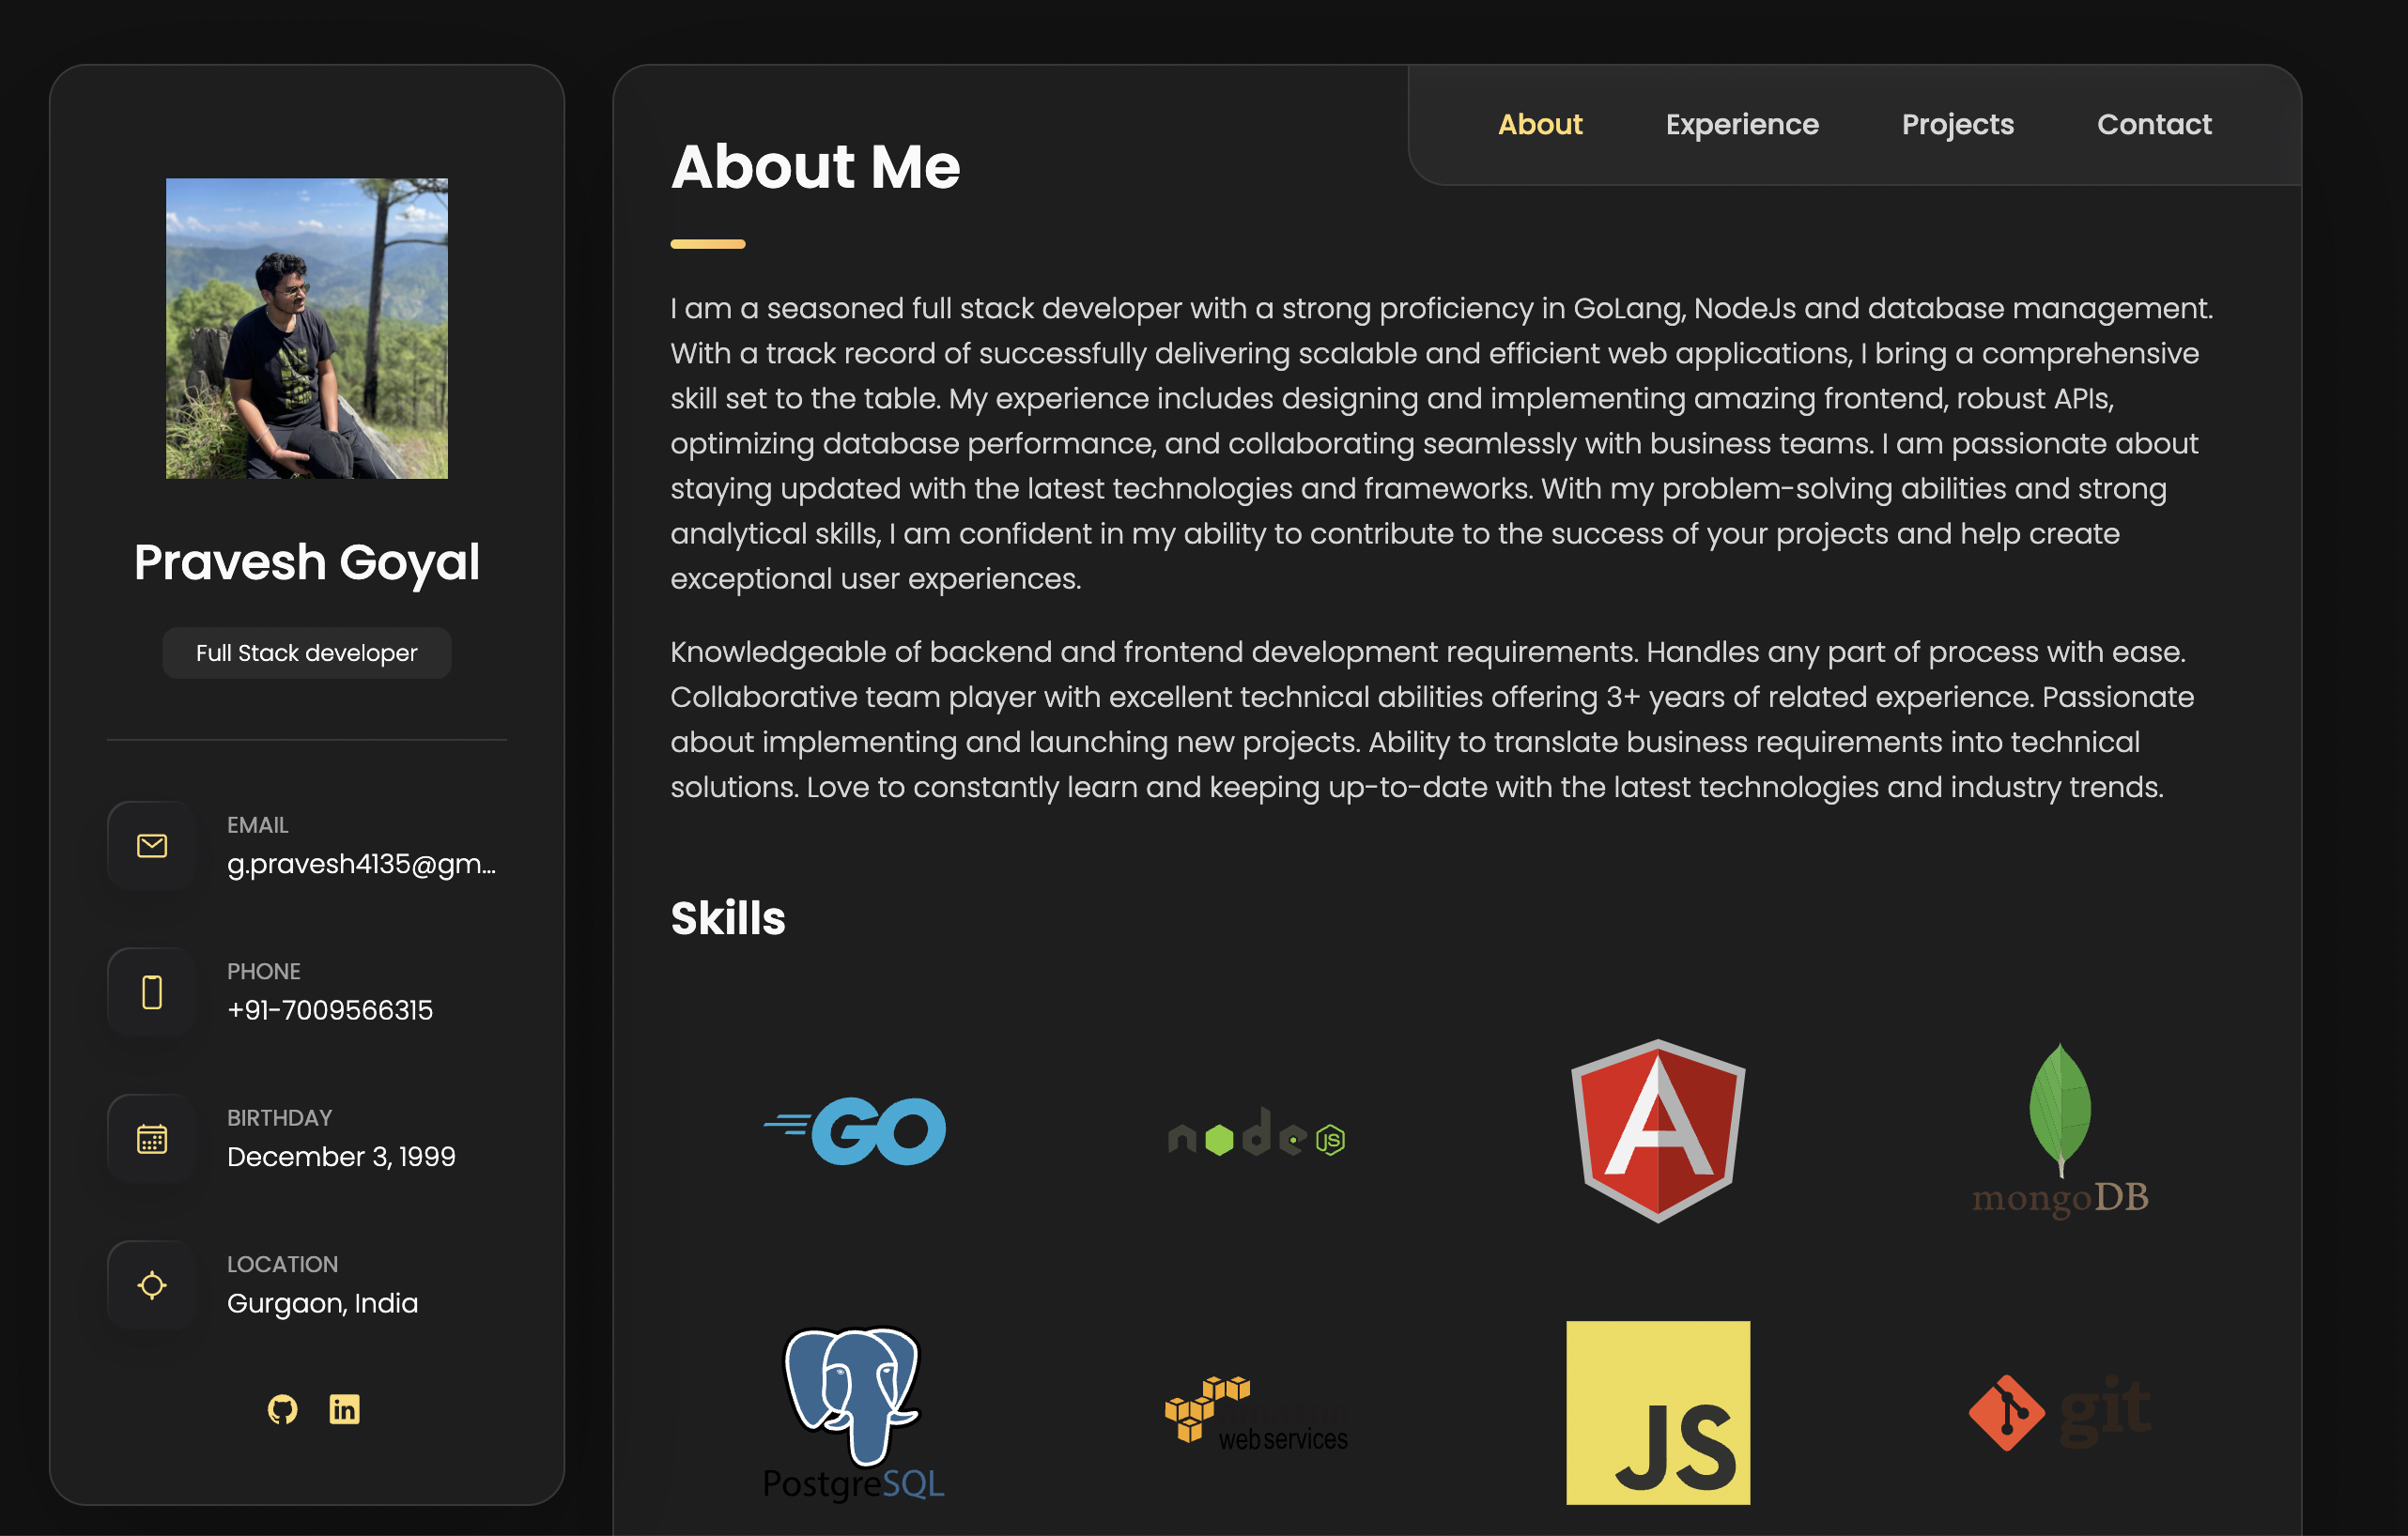 Pravesh Goyal
Full Stack developer
EMAIL
g.pravesh4135@gm...
PHONE
+91-7009566315
BIRTHDAY
December 3, 1999
LOCATION
Gurgaon, India
in
About Experience Projects Contact
About Me
I am a seasoned full stack developer with a strong proficiency in GoLang, NodeJs and database management.
With a track record of successfully delivering scalable and efficient web applications, I bring a comprehensive
skill set to the table. My experience includes designing and implementing amazing frontend, robust APIs,
optimizing database performance, and collaborating seamlessly with business teams. I am passionate about
staying updated with the latest technologies and frameworks. With my problem-solving abilities and strong
analytical skills, I am confident in my ability to contribute to the success of your projects and help create
exceptional user experiences.
Knowledgeable of backend and frontend development requirements. Handles any part of process with ease.
Collaborative team player with excellent technical abilities offering 3+ years of related experience. Passionate
about implementing and launching new projects. Ability to translate business requirements into technical
solutions. Love to constantly learn and keeping up-to-date with the latest technologies and industry trends.
Skills
GO node JS A mongoDB
PostgreSQL web services JS git